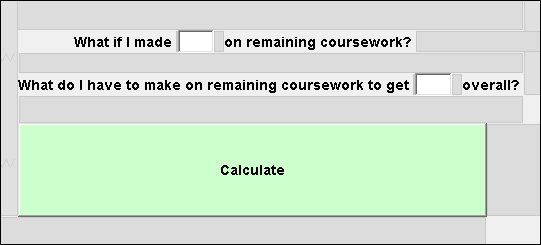 What if I made on remaining coursework?
What do I have to make on remaining coursework to get overall?
Calculate